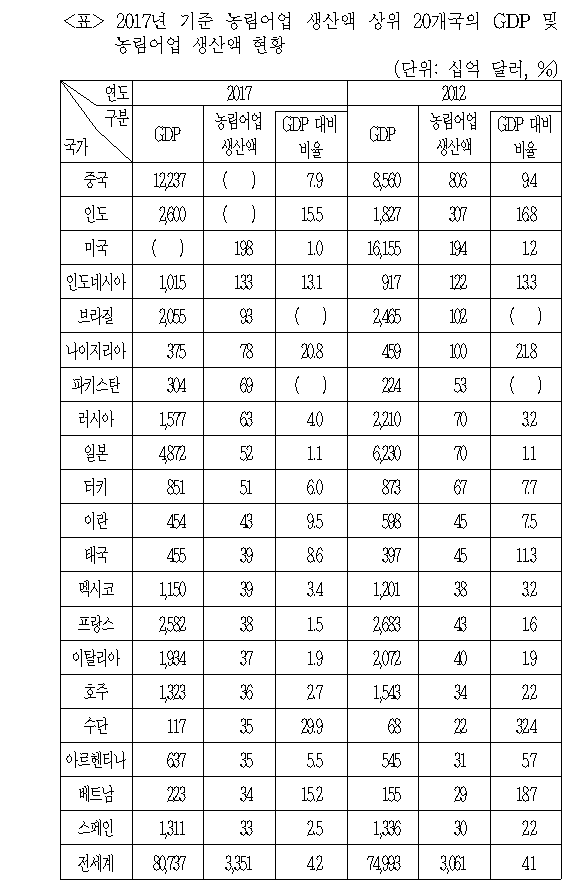 <표> 2017년 기준 농림어업 생산액 상위 20개국의 GDP 및
농림어업 생산액 현황
(단위: 십억 달러, %)
연도 2017 2012
구분 국가 GDP 농림어업 생산액 GDP 대비 비율 GDP 농림어업 생산액 GDP 대비 비율
중국 12,237 ( ) 7.9 8,560 806 9.4
인도 2,600 ( ) 15.5 1,827 307 16.8
미국 ( ) 198 1.0 16,155 194 1.2
인도네시아 1,015 133 13.1 917 122 13.3
브라질 2,055 93 ( ) 2,465 102 ( )
나이지리아 375 78 20.8 459 100 21.8
파키스탄 304 69 ( ) 224 53 ( )
러시아 1,577 63 4.0 2,210 70 3.2
일본 4,872 52 1.1 6,230 70 1.1
터키 851 51 6.0 873 67 7.7
이란 454 43 9.5 598 45 7.5
태국 455 39 8.6 397 45 11.3
멕시코 1,150 39 3.4 1,201 38 3.2
프랑스 2,582 38 1.5 2,683 43 1.6
이탈리아 1,934 37 1.9 2,072 40 1.9
호주 1,323 36 2.7 1,543 34 2.2
수단 117 35 29.9 68 22 32.4
아르헨티나 637 35 5.5 545 31 5.7
베트남 223 34 15.2 155 29 18.7
스페인 1,311 33 2.5 1,336 30 2.2
전세계 80,737 3,351 4.2 74,993 3,061 4.1